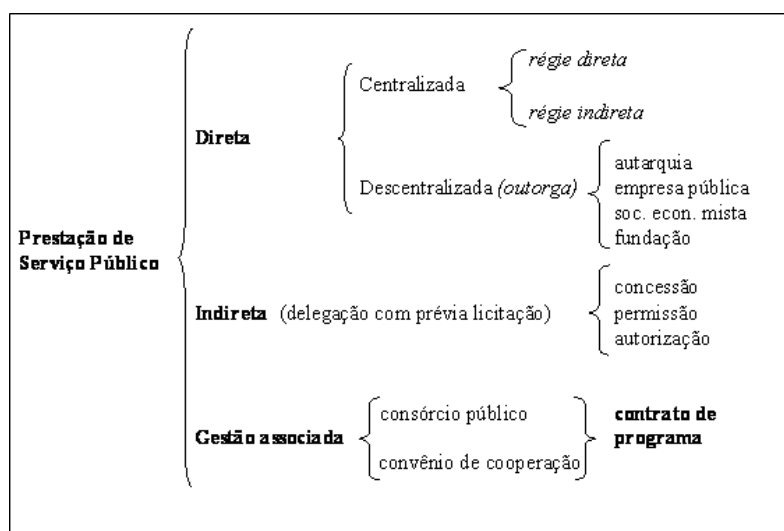 Prestação de
Serviço Público
Direta
Centralizada
régie direta
régie indireta
Descentralizada (outorga)
autarquia
empresa pública
soc. econ. mista
fundação
Indireta (delegação com prévia licitação)
concessão
permissão
autorização
Gestão associada
consórcio público
convênio de cooperação
contrato de
programa